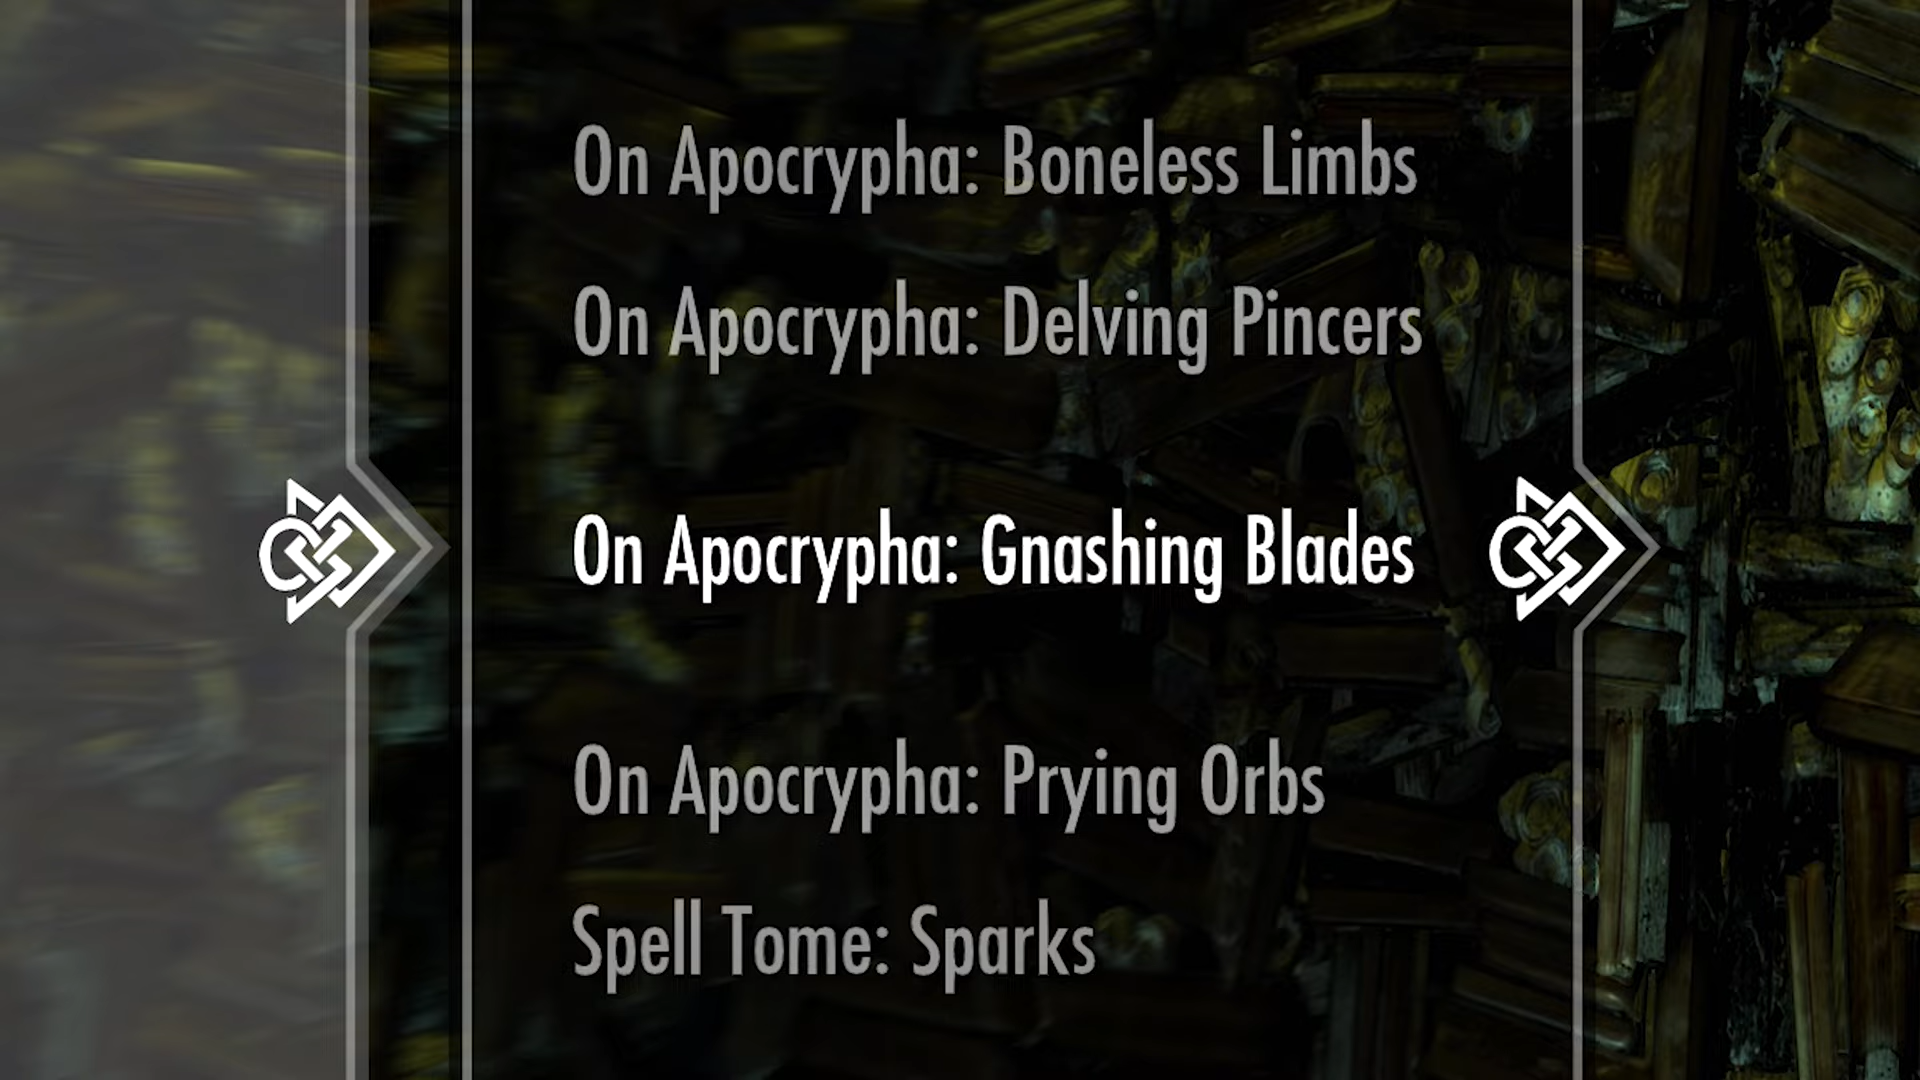 On Apocrypha: Boneless Limbs
On Apocrypha: Delving Pincers
On Apocrypha: Gnashing Blades
On Apocrypha: Prying Orbs
Spell Tome: Sparks